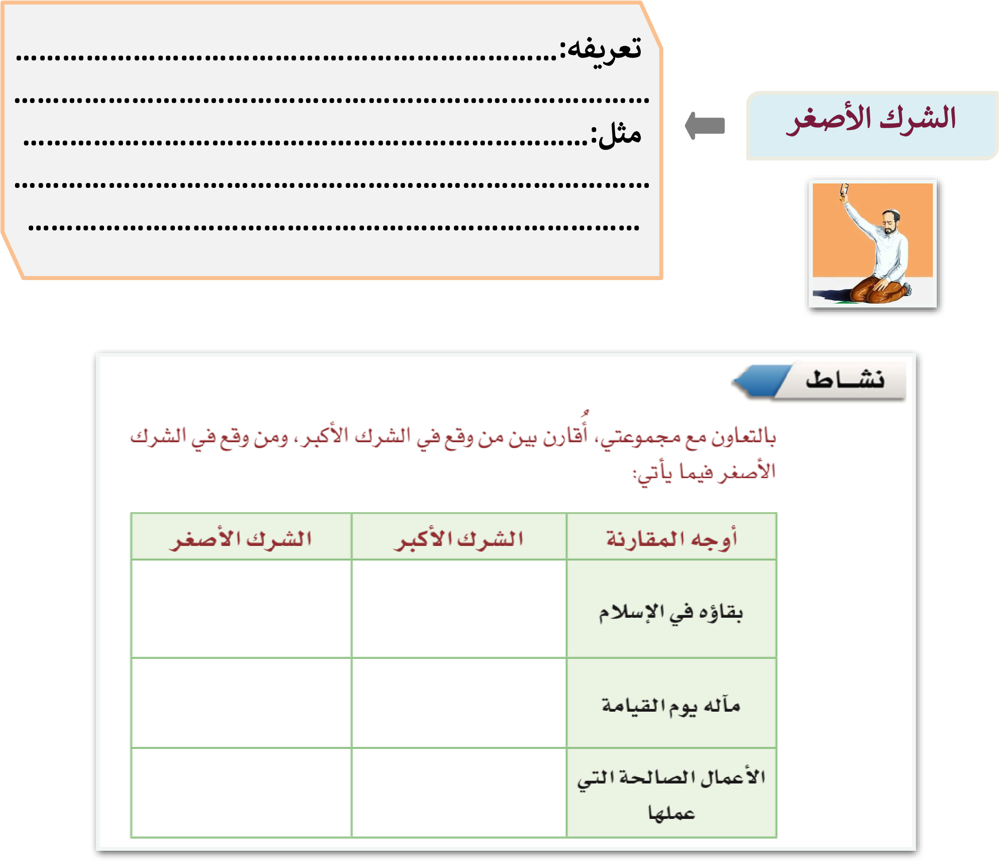 الشرك الأصغر
تعريفه:......................................................................
..................................................................................
مثل:.........................................................................
..................................................................................
...............................................................................
نشــاط
بالتعاون مع مجموعتي، أُقارن بين من وقع في الشرك الأكبر، ومن وقع في الشرك
الأصغر فيما يأتي:
أوجه المقارنة الشرك الأكبر الشرك الأصغر
بقاؤه في الإسلام
مآله يوم القيامة
الأعمال الصالحة التي
عملها